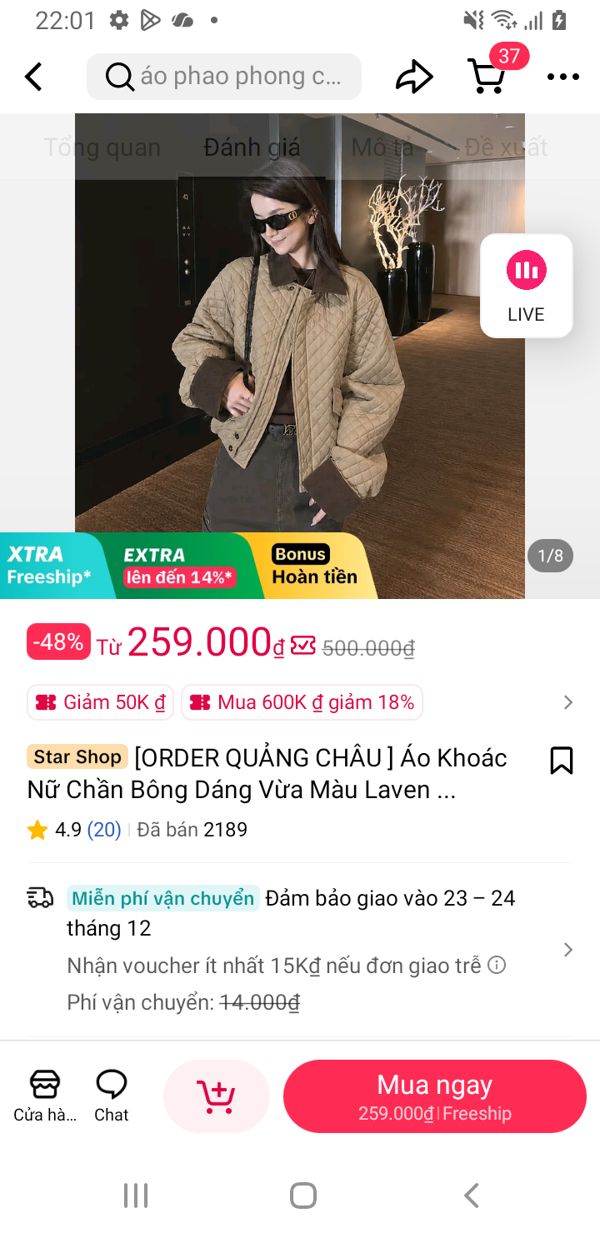 22:01
37
áo phao phong c...
Tổng quan Đánh giá Mô tả Đề xuất
LIVE
XTRA
Freeship*
EXTRA
lên đến 14%*
Bonus
Hoàn tiền
1/8
-48% Từ 259.000₫ 500.000₫
Giảm 50K ₫ Mua 600K ₫ giảm 18%
Star Shop [ORDER QUẢNG CHÂU ] Áo Khoác
Nữ Chần Bông Dáng Vừa Màu Laven ...
4.9 (20) Đã bán 2189
Miễn phí vận chuyển Đảm bảo giao vào 23 – 24
tháng 12
Nhận voucher ít nhất 15K₫ nếu đơn giao trễ
Phí vận chuyển: 14.000₫
Cửa hà... Chat
Mua ngay
259.000₫ | Freeship